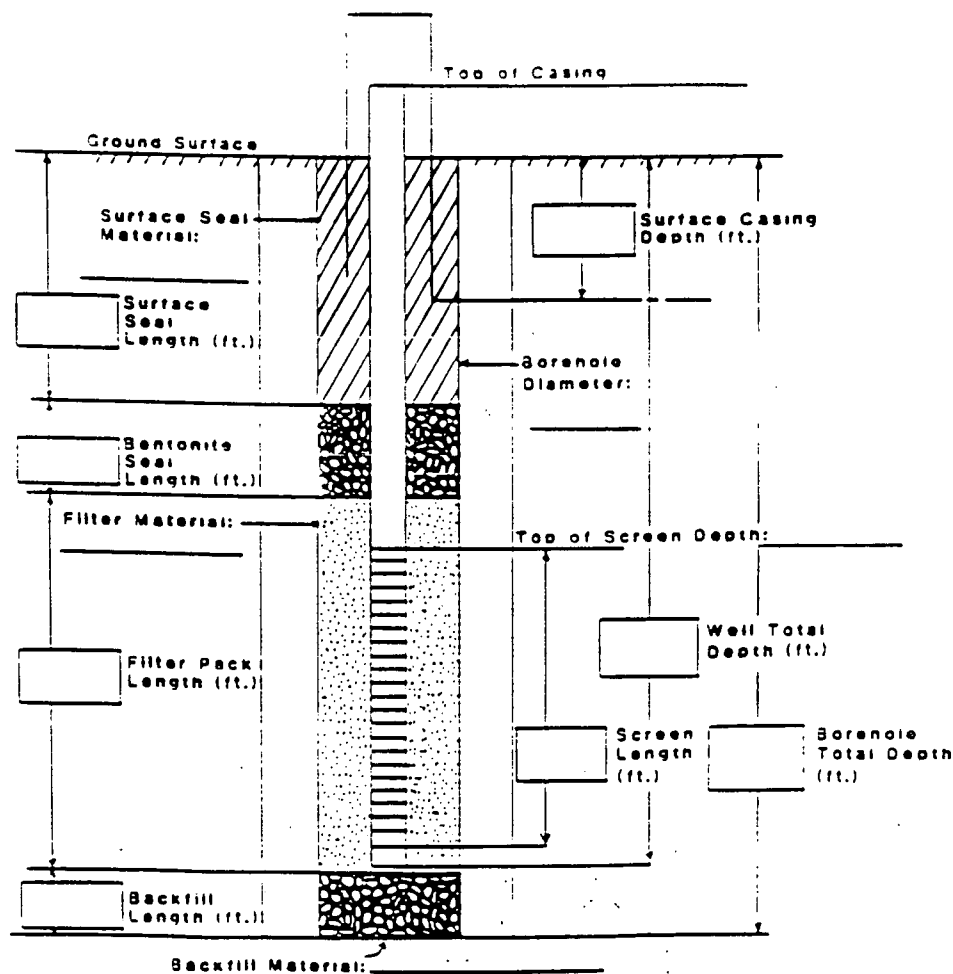 Top of Casing
Ground Surface
Surface Seal
Material:
Surface Casing
Depth (ft.)
Surface
Seal
Length (ft.)
Borehole
Diameter:
Bentonite
Seal
Length (ft.)
Filter Material:
Top of Screen Depth:
Well Total
Depth (ft.)
Filter Pack
Length (ft.)
Screen
Length
(ft.)
Borehole
Total Depth
(ft.)
Backfill
Length (ft.)
Backfill Material: